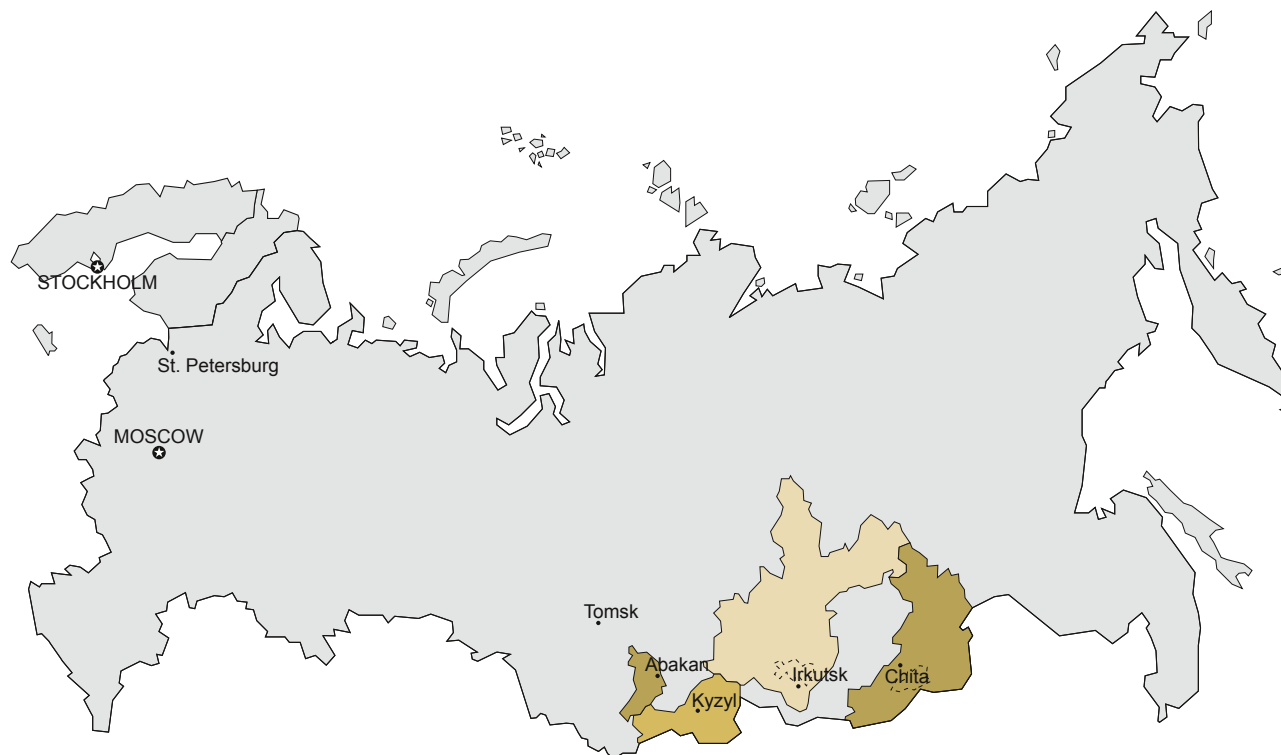 STOCKHOLM
St. Petersburg
MOSCOW
Tomsk
Abakan
Irkutsk
Chita
Kyzyl